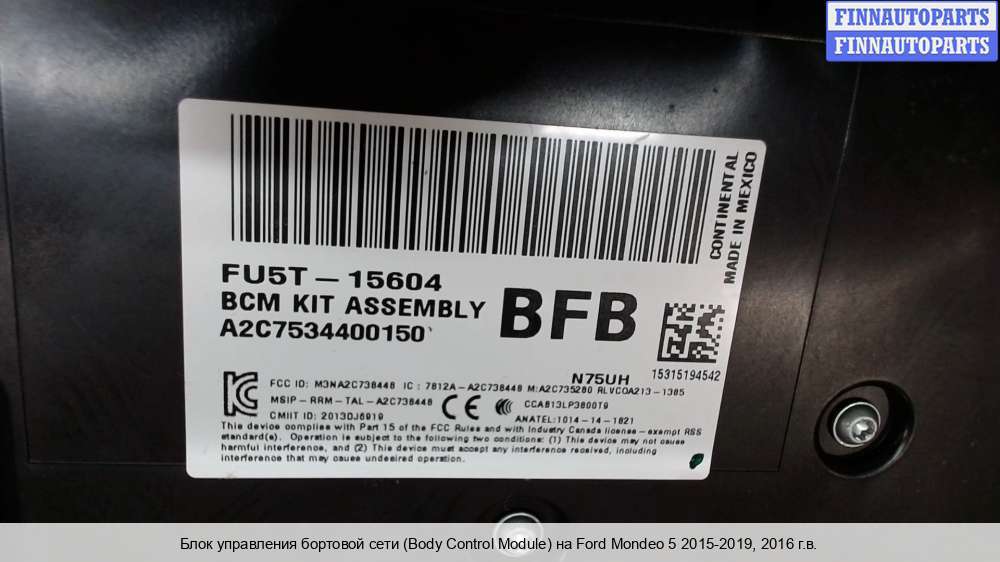 FINNAUTOPARTS
FINNAUTOPARTS
CONTINENTAL
MADE IN MEXICO
FU5T-15604
BCM KIT ASSEMBLY
A2C7534400150
BFB
N75UH
15315194542
FCC ID: M3NA2C738448 IC: 7812A-A2C738448 M:A2C735280 RLVCOA213-1385
MSIP-RRM-TAL-A2C738448
CE
CCAB13LP3800T9
CMIIT ID: 2013DJ6919
ANATEL:1014-14-1821
This device complies with Part 15 of the FCC Rules and with Industry Canada license-exempt RSS
standard(s). Operation is subject to the following two conditions: (1) This device may not cause
harmful interference, and (2) This device must accept any interference received, including
interference that may cause undesired operation.
Блок управления бортовой сети (Body Control Module) на Ford Mondeo 5 2015-2019, 2016 г.в.